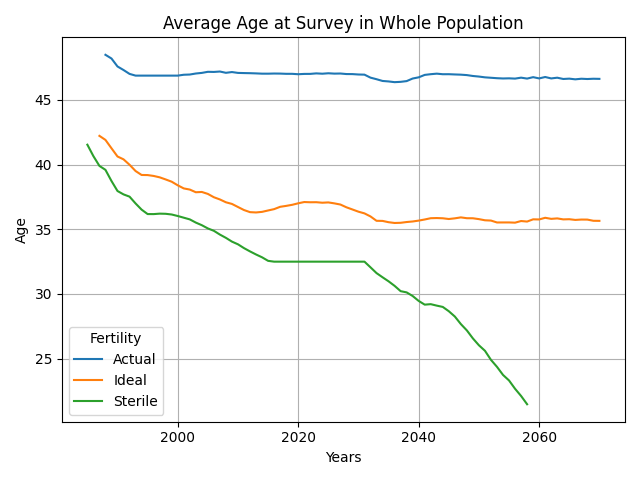 Average Age at Survey in Whole Population
Age
45
40
35
30
25
Fertility
Actual
Ideal
Sterile
2000
2020
2040
2060
Years